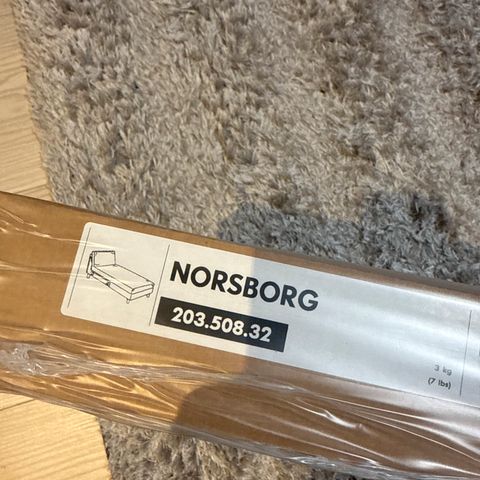 NORSBORG
203.508.32
3 kg
(7 lbs)